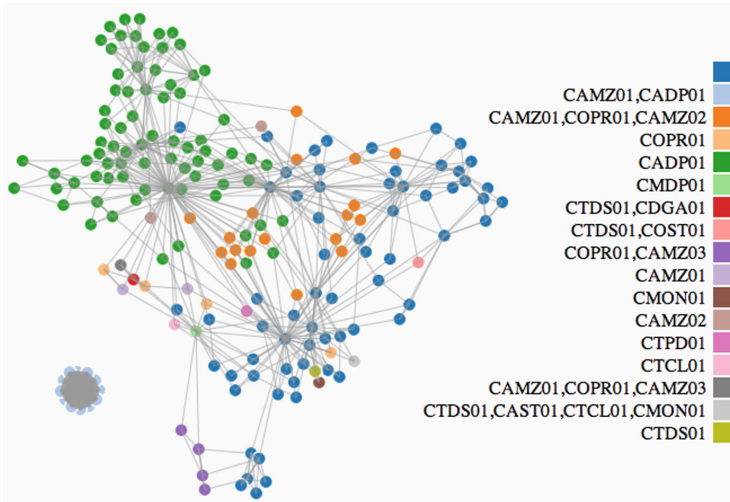 CAMZ01,CADP01
CAMZ01,COPR01,CAMZ02
COPR01
CADP01
CMDP01
CTDS01,CDGA01
CTDS01,COST01
COPR01,CAMZ03
CAMZ01
CMON01
CAMZ02
CTPD01
CTCL01
CAMZ01,COPR01,CAMZ03
CTDS01,CAST01,CTCL01,CMON01
CTDS01